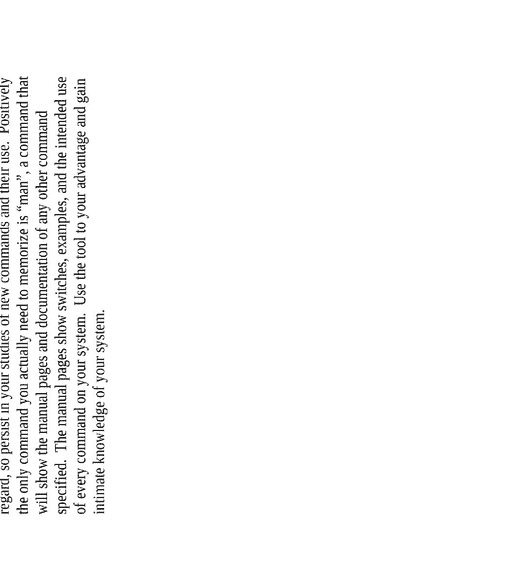 regard, so persist in your studies of new commands and their use.  Positively
the only command you actually need to memorize is “man”, a command that
will show the manual pages and documentation of any other command
specified.  The manual pages show switches, examples, and the intended use
of every command on your system.  Use the tool to your advantage and gain
intimate knowledge of your system.